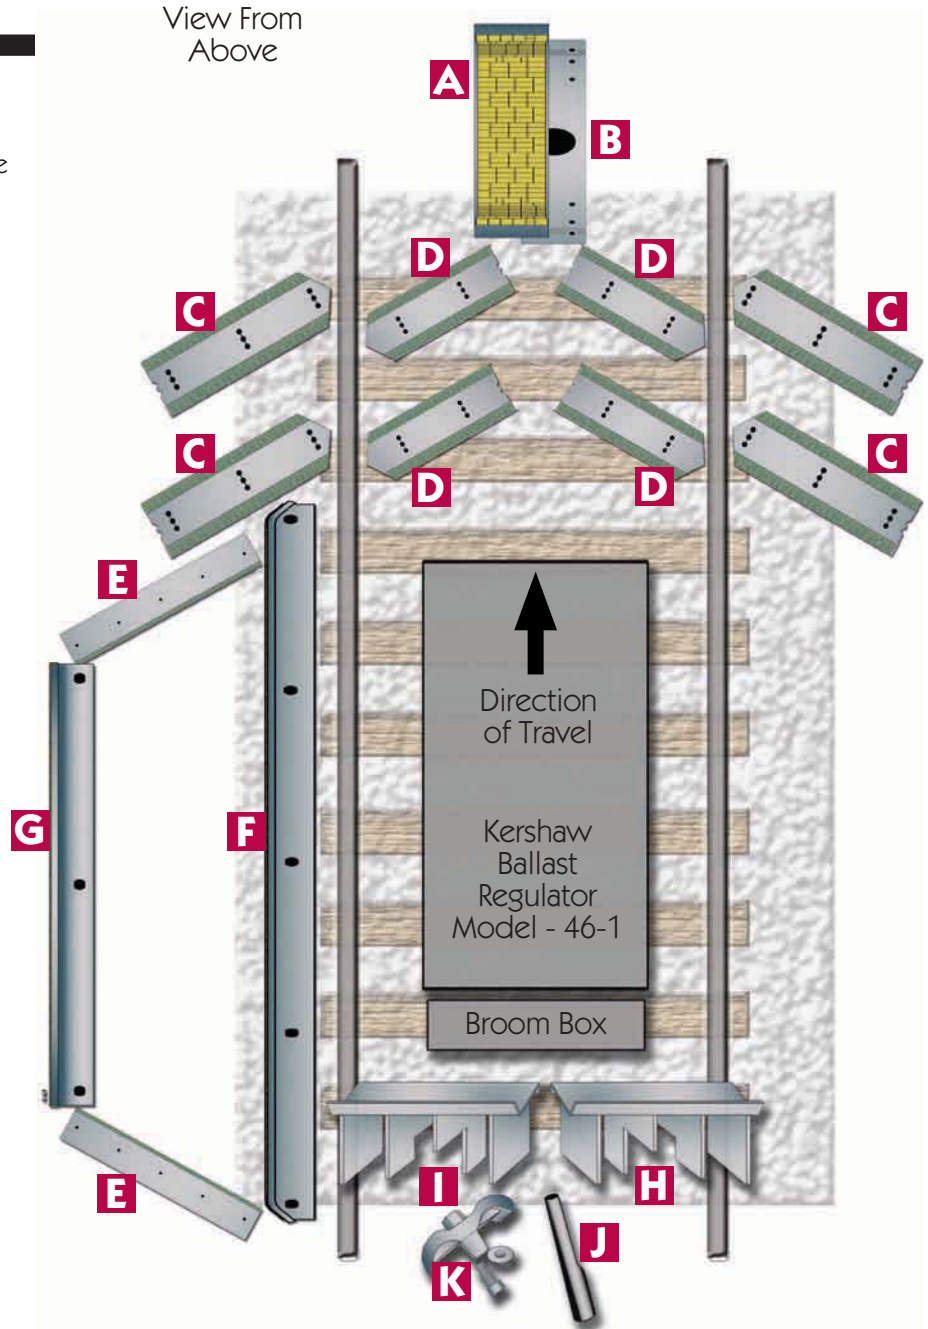 View From
Above
A
B
e
D
D
C
C
C
C
D
D
E
Direction
of Travel
G
F
Kershaw
Ballast
Regulator
Model - 46-1
Broom Box
E
I
H
J
K